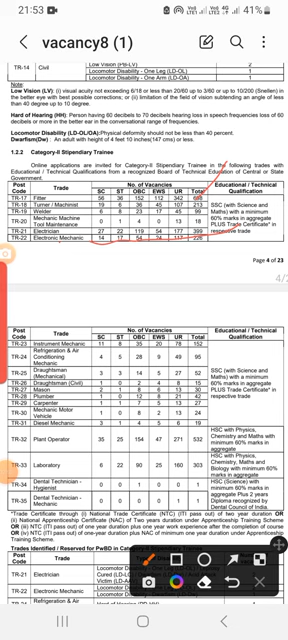 21:53
VoLTE 4G 41%
vacancy8 (1)
Low Vision (PB-LV) 2
TR-14 Civil Locomotor Disability - One Leg (LD-OL) 1
Locomotor Disability - One Arm (LD-OA) 1
Note:
Low Vision (LV): (i) visual acuity not exceeding 6/18 or less than 20/60 up to 3/60 or up to 10/200 (Snellen) in
the better eye with best possible corrections; or (ii) limitation of the field of vision subtending an angle of less
than 40 degree up to 10 degree.
Hard of Hearing (HH): Person having 60 decibels to 70 decibels hearing loss in speech frequencies loss of 60
decibels or more in the better ear in the conversational range of frequencies.
Locomotor Disability (LD-OL/OA):Physical deformity should not be less than 40 percent.
Dwarfism(Dw): An adult with height of 4 feet 10 inches(147 cms) or less.
1.2.2 Category-II Stipendiary Trainee
Online applications are invited for Category-II Stipendiary Trainee in the following trades with
Educational / Technical Qualifications from a recognized Board of Technical Education of Central or State
Government.
Post Code Trade No. of Vacancies Educational / Technical Qualification
SC ST OBC EWS UR Total
TR-17 Fitter 56 36 152 112 342
TR-18 Turner / Machinist 19 6 36 45 107 213
TR-19 Welder 6 8 23 17 45 99
TR-20 Mechanic Machine Tool Maintenance 0 1 4 0 13 18
TR-21 Electrician 27 22 119 54 177 399
TR-22 Electronic Mechanic 14 17 54 24 117 226
SSC (with Science and Maths) with a minimum 60% marks in aggregate PLUS Trade Certificate* in respective trade
Page 4 of 23
4/2
Post Code Trade No. of Vacancies Educational / Technical Qualification
SC ST OBC EWS UR Total
TR-23 Instrument Mechanic 11 8 35 20 78 152
TR-24 Refrigeration & Air Conditioning Mechanic 4 5 28 9 49 95
TR-25 Draughtsman (Mechanical) 3 3 14 5 27 52
TR-26 Draughtsman (Civil) 1 0 2 4 8 15
TR-27 Mason 2 1 8 6 13 30
TR-28 Plumber 1 0 12 8 21 42
TR-29 Carpenter 1 1 7 5 13 27
TR-30 Mechanic Motor Vehicle 1 0 8 2 13 24
TR-31 Diesel Mechanic 3 1 4 5 6 19
SSC (with Science and Maths) with a minimum 60% marks in aggregate PLUS Trade Certificate* in respective trade
TR-32 Plant Operator 35 25 154 47 271 532 HSC with Physics, Chemistry and Maths with minimum 60% marks in aggregate
TR-33 Laboratory 6 22 90 25 160 303 HSC with Physics, Chemistry, Maths and Biology with minimum 60% marks in aggregate
TR-34 Dental Technician - Hygienist 0 0 1 0 0 1
TR-35 Dental Technician - Mechanic 0 0 0 0 1 1
HSC (Science) with minimum 60% marks in aggregate Plus 2 years Diploma recognized by Dental Council of India.
*Trade Certificate through (i) National Trade Certificate (NTC) (ITI pass out) of two year duration OR
(ii) National Apprenticeship Certificate (NAC) of Two years duration under Apprenticeship Training Scheme OR
(iii) NTC (ITI pass out) of one year duration plus one year work experience after the completion of course
OR (iv) NTC (ITI pass out) of one-year duration plus NAC of minimum one year duration under Apprenticeship
Training Scheme.
Trades Identified / Reserved for PwBD in Category-II Stipendiary Trainee
TR-21 Electrician
Locomotor
Cured (LD-
Victim (LD-AAV)
TR-22 Electronic Mechanic
Locomotor
Locomotor
TR-24 Refrigeration & Air